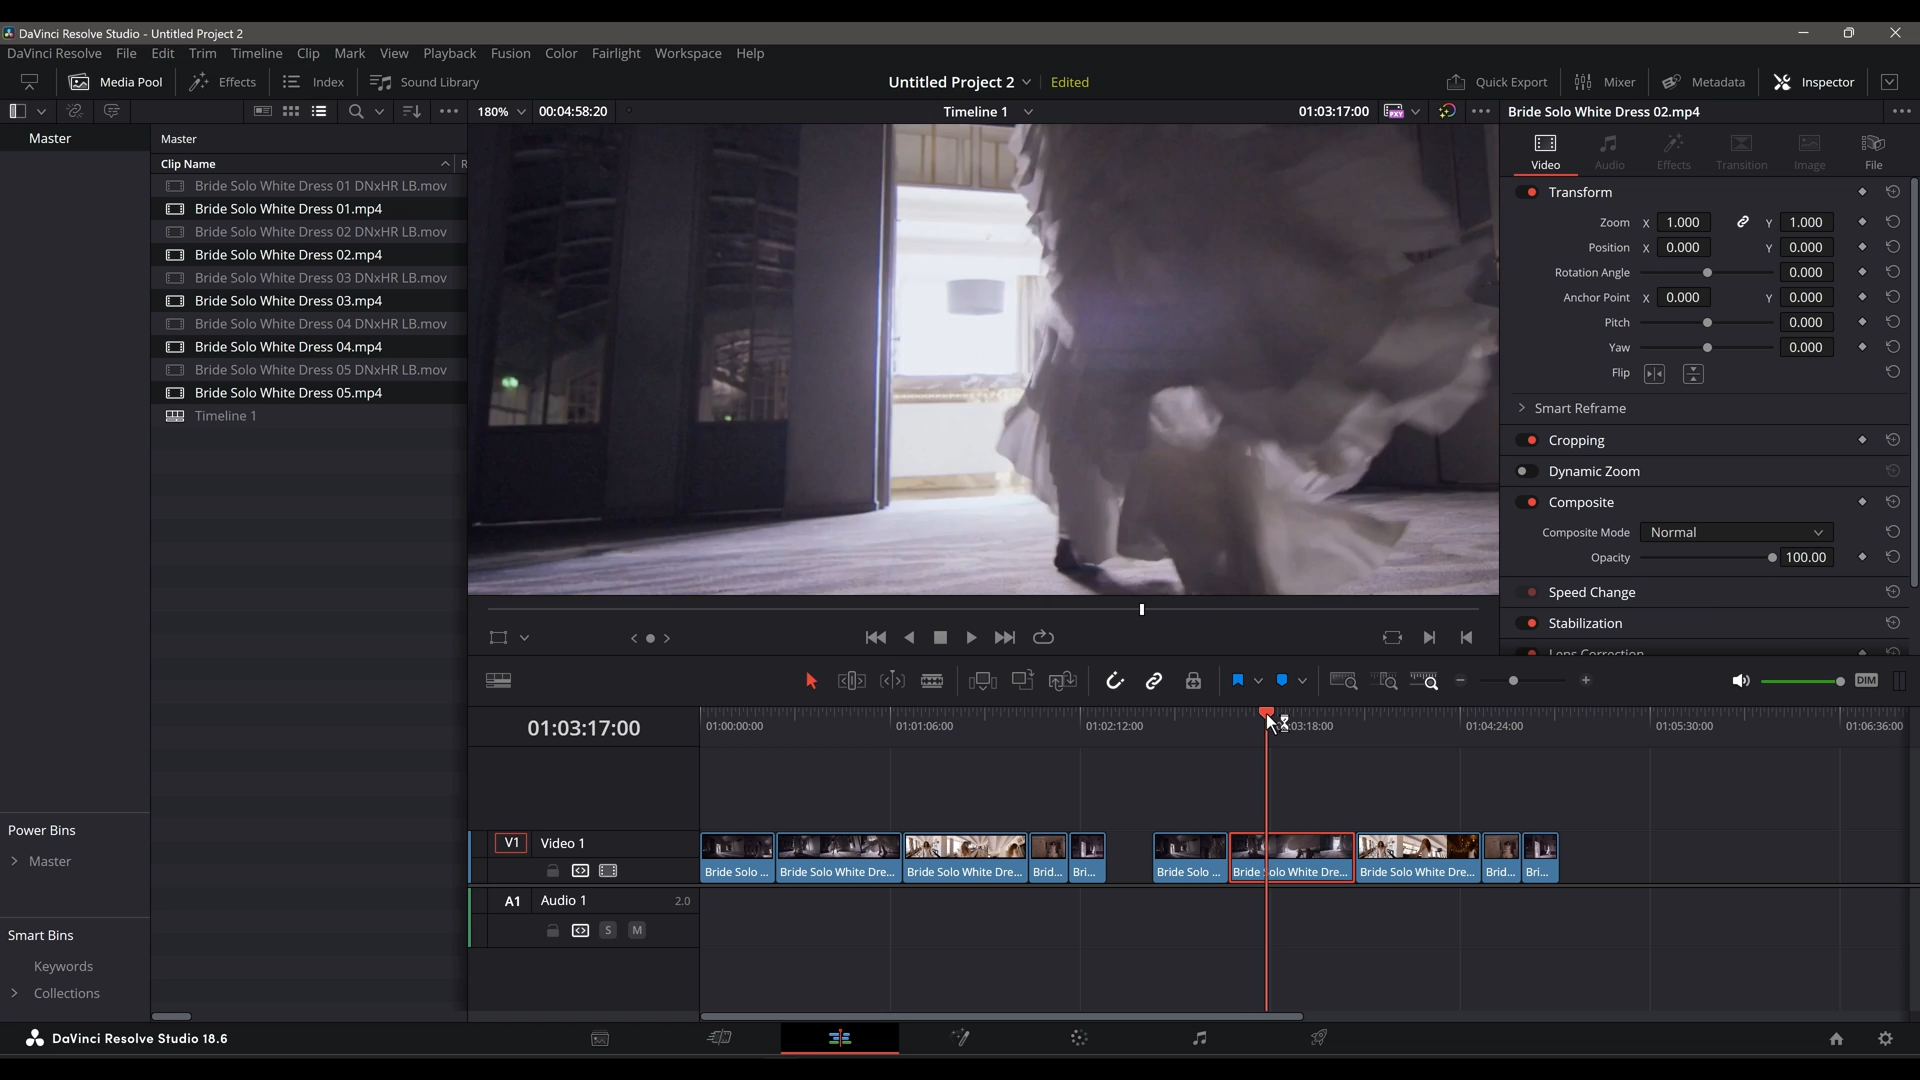 DaVinci Resolve Studio - Untitled Project 2
DaVinci Resolve File Edit Trim Timeline Clip Mark View Playback Fusion Color Fairlight Workspace Help
Media Pool Effects Index Sound Library Untitled Project 2 Edited Quick Export Mixer Metadata Inspector
180% 00:04:58:20 Timeline 1 01:03:17:00 PXY Bride Solo White Dress 02.mp4
Master Master
Clip Name R
Bride Solo White Dress 01 DNxHR LB.mov
Bride Solo White Dress 01.mp4
Bride Solo White Dress 02 DNxHR LB.mov
Bride Solo White Dress 02.mp4
Bride Solo White Dress 03 DNxHR LB.mov
Bride Solo White Dress 03.mp4
Bride Solo White Dress 04 DNxHR LB.mov
Bride Solo White Dress 04.mp4
Bride Solo White Dress 05 DNxHR LB.mov
Bride Solo White Dress 05.mp4
Timeline 1
Video Audio Effects Transition Image File
Transform
Zoom X 1.000 Y 1.000
Position X 0.000 Y 0.000
Rotation Angle 0.000
Anchor Point X 0.000 Y 0.000
Pitch 0.000
Yaw 0.000
Flip
Smart Reframe
Cropping
Dynamic Zoom
Composite
Composite Mode Normal
Opacity 100.00
Speed Change
Stabilization
Lens Correction
DIM
01:03:17:00 01:00:00:00 01:01:06:00 01:02:12:00 03:18:00 01:04:24:00 01:05:30:00 01:06:36:00
Power Bins
Master
V1 Video 1
Bride Solo ... Bride Solo White Dre... Bride Solo White Dre... Brid... Bri... Bride Solo ... Bride Solo White Dre... Bride Solo White Dre... Brid... Bri...
A1 Audio 1 2.0
S M
Smart Bins
Keywords
Collections
DaVinci Resolve Studio 18.6